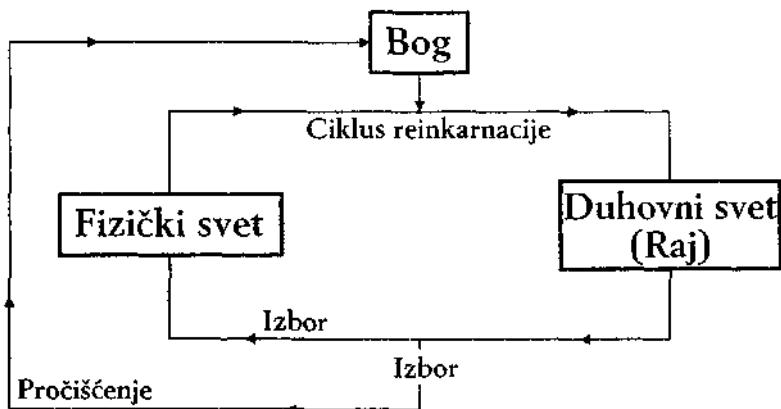 Bog
Ciklus reinkarnacije
Fizički svet
Duhovni svet
(Raj)
Izbor
Izbor
Pročišćenje